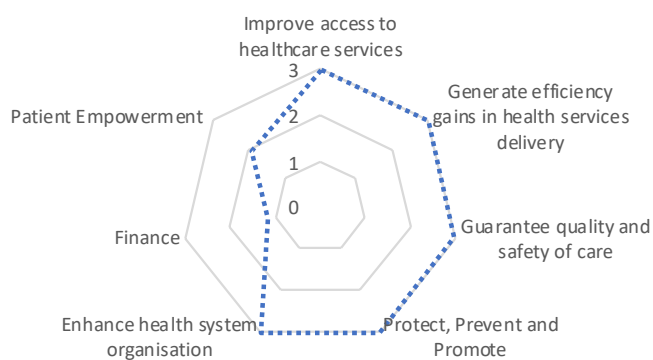 Improve access to
healthcare services
3
Generate efficiency
gains in health services
delivery
Patient Empowerment
2
1
0
Guarantee quality and
safety of care
Finance
Enhance health system
organisation
Protect, Prevent and
Promote